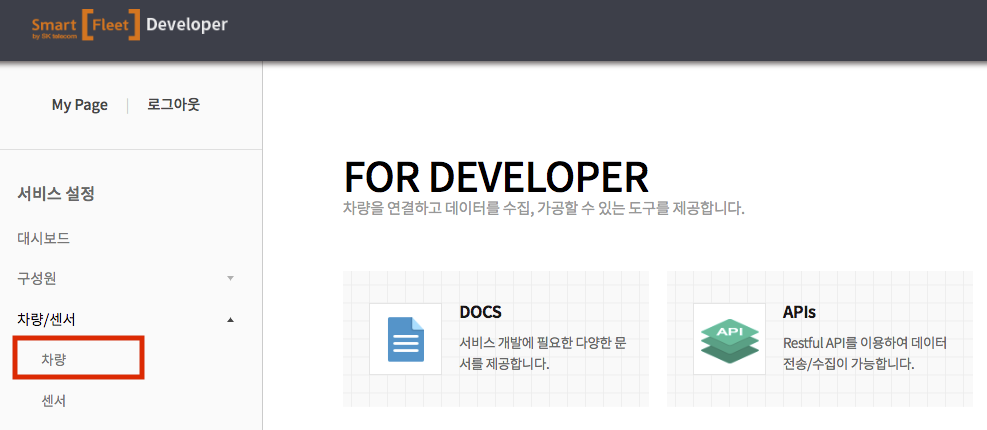 Smart [Fleet] Developer
by SK telecom
My Page | 로그아웃
서비스 설정
대시보드
구성원
차량/센서
차량
센서
FOR DEVELOPER
차량을 연결하고 데이터를 수집, 가공할 수 있는 도구를 제공합니다.
DOCS
서비스 개발에 필요한 다양한 문
서를 제공합니다.
API
APIs
Restful API를 이용하여 데이터
전송/수집이 가능합니다.